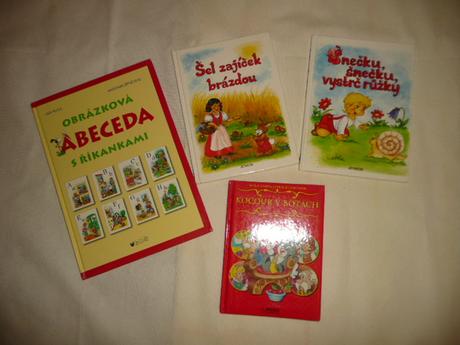 OBRÁZKOVÁ
ABECEDA
S ŘÍKANKAMI
A B C D
E F G H
Šel zajíček
brázdou
Šnečku,
šnečku,
vystrč růžky
KOCOUR V BOTÁCH